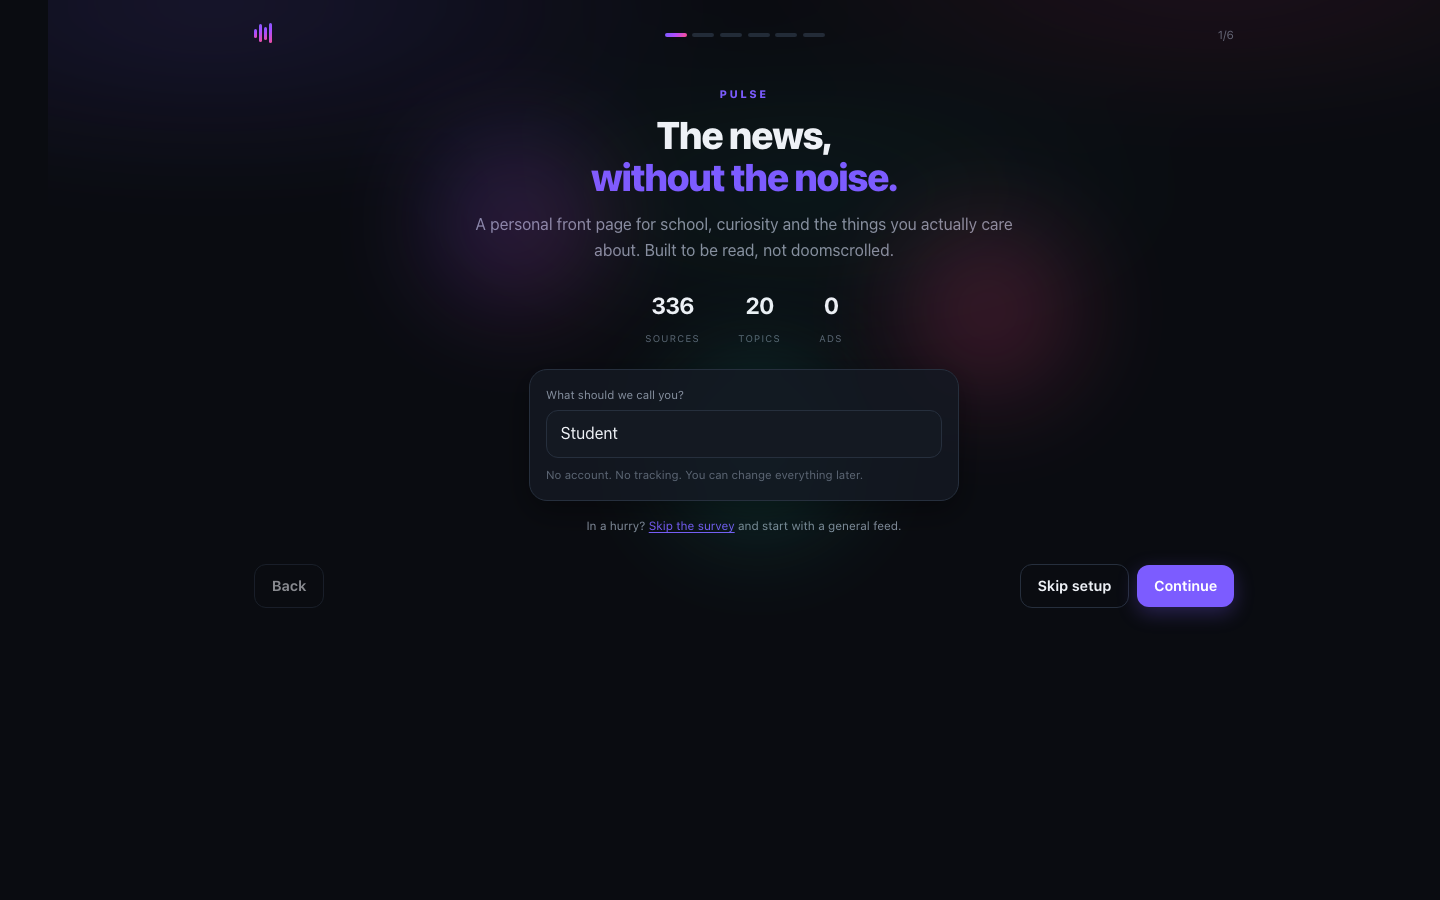 1/6
PULSE
The news,
without the noise.
A personal front page for school, curiosity and the things you actually care
about. Built to be read, not doomscrolled.
336 20 0
SOURCES TOPICS ADS
What should we call you?
Student
No account. No tracking. You can change everything later.
In a hurry? Skip the survey and start with a general feed.
Back Skip setup Continue